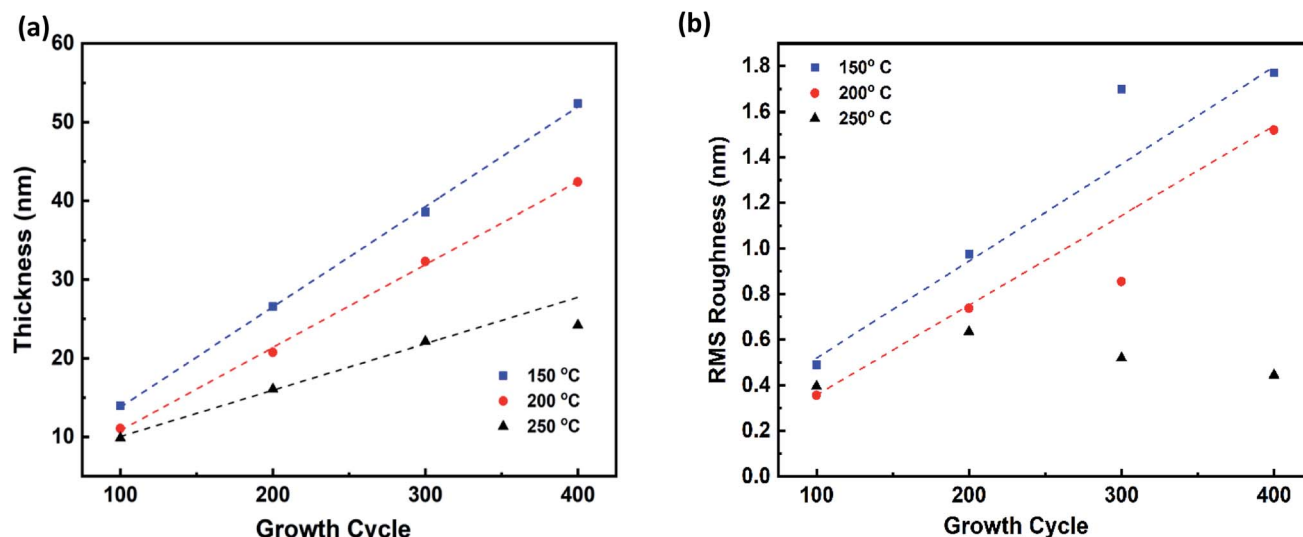 (a)
60
50
40
30
20
10
Thickness (nm)
150 °C
200 °C
250 °C
100 200 300 400
Growth Cycle
(b)
1.8
1.6
1.4
1.2
1.0
0.8
0.6
0.4
0.2
0.0
RMS Roughness (nm)
150° C
200° C
250° C
100 200 300 400
Growth Cycle